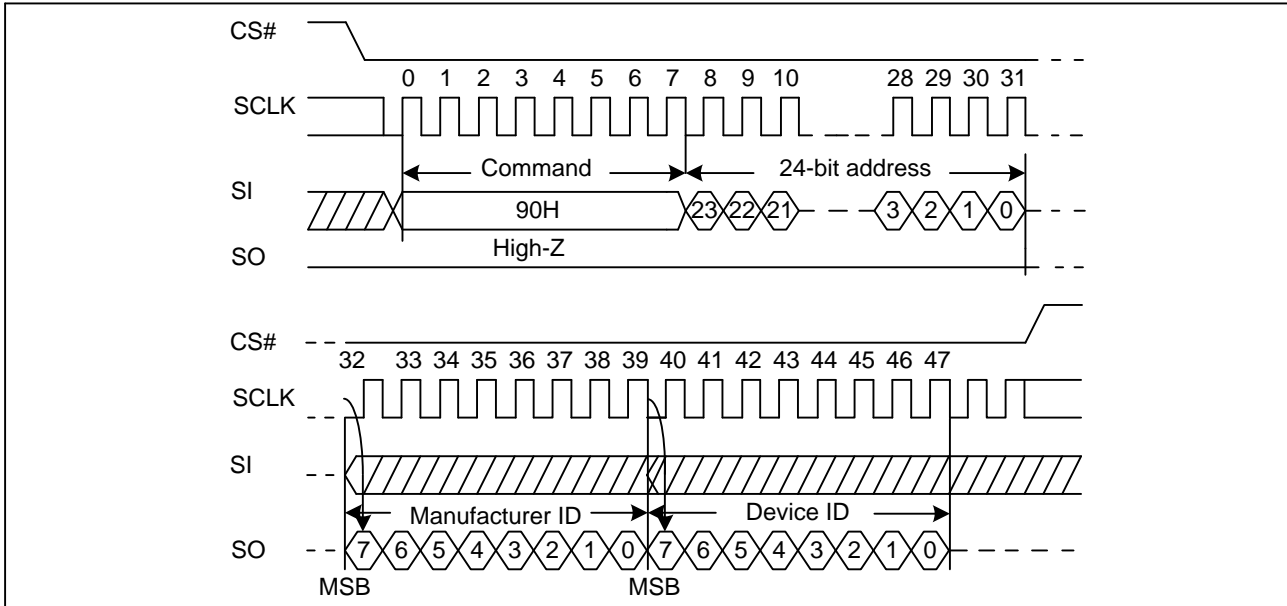 CS#
0 1 2 3 4 5 6 7 8 9 10 28 29 30 31
SCLK
Command 24-bit address
SI
90H 23 22 21 3 2 1 0
High-Z
SO
CS#
32 33 34 35 36 37 38 39 40 41 42 43 44 45 46 47
SCLK
SI
Manufacturer ID Device ID
SO 7 6 5 4 3 2 1 0 7 6 5 4 3 2 1 0
MSB MSB